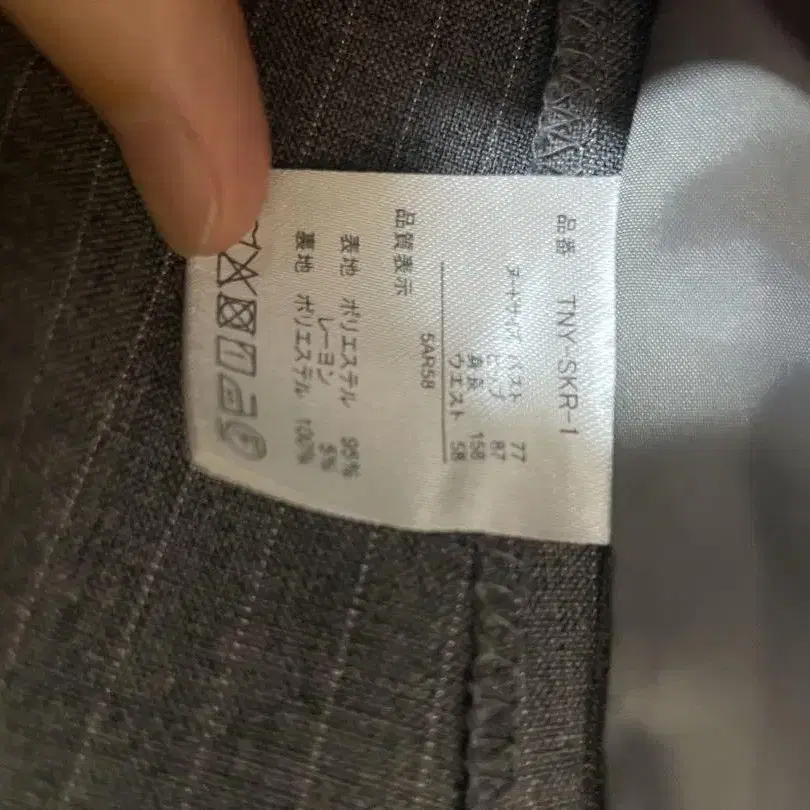 品番 TNY-SKR-1
ヌードサイズ バスト 77
ヒップ 87
身長 158
ウエスト 58
5AR58
品質表示
表地 ポリエステル 95%
レーヨン 5%
裏地 ポリエステル 100%